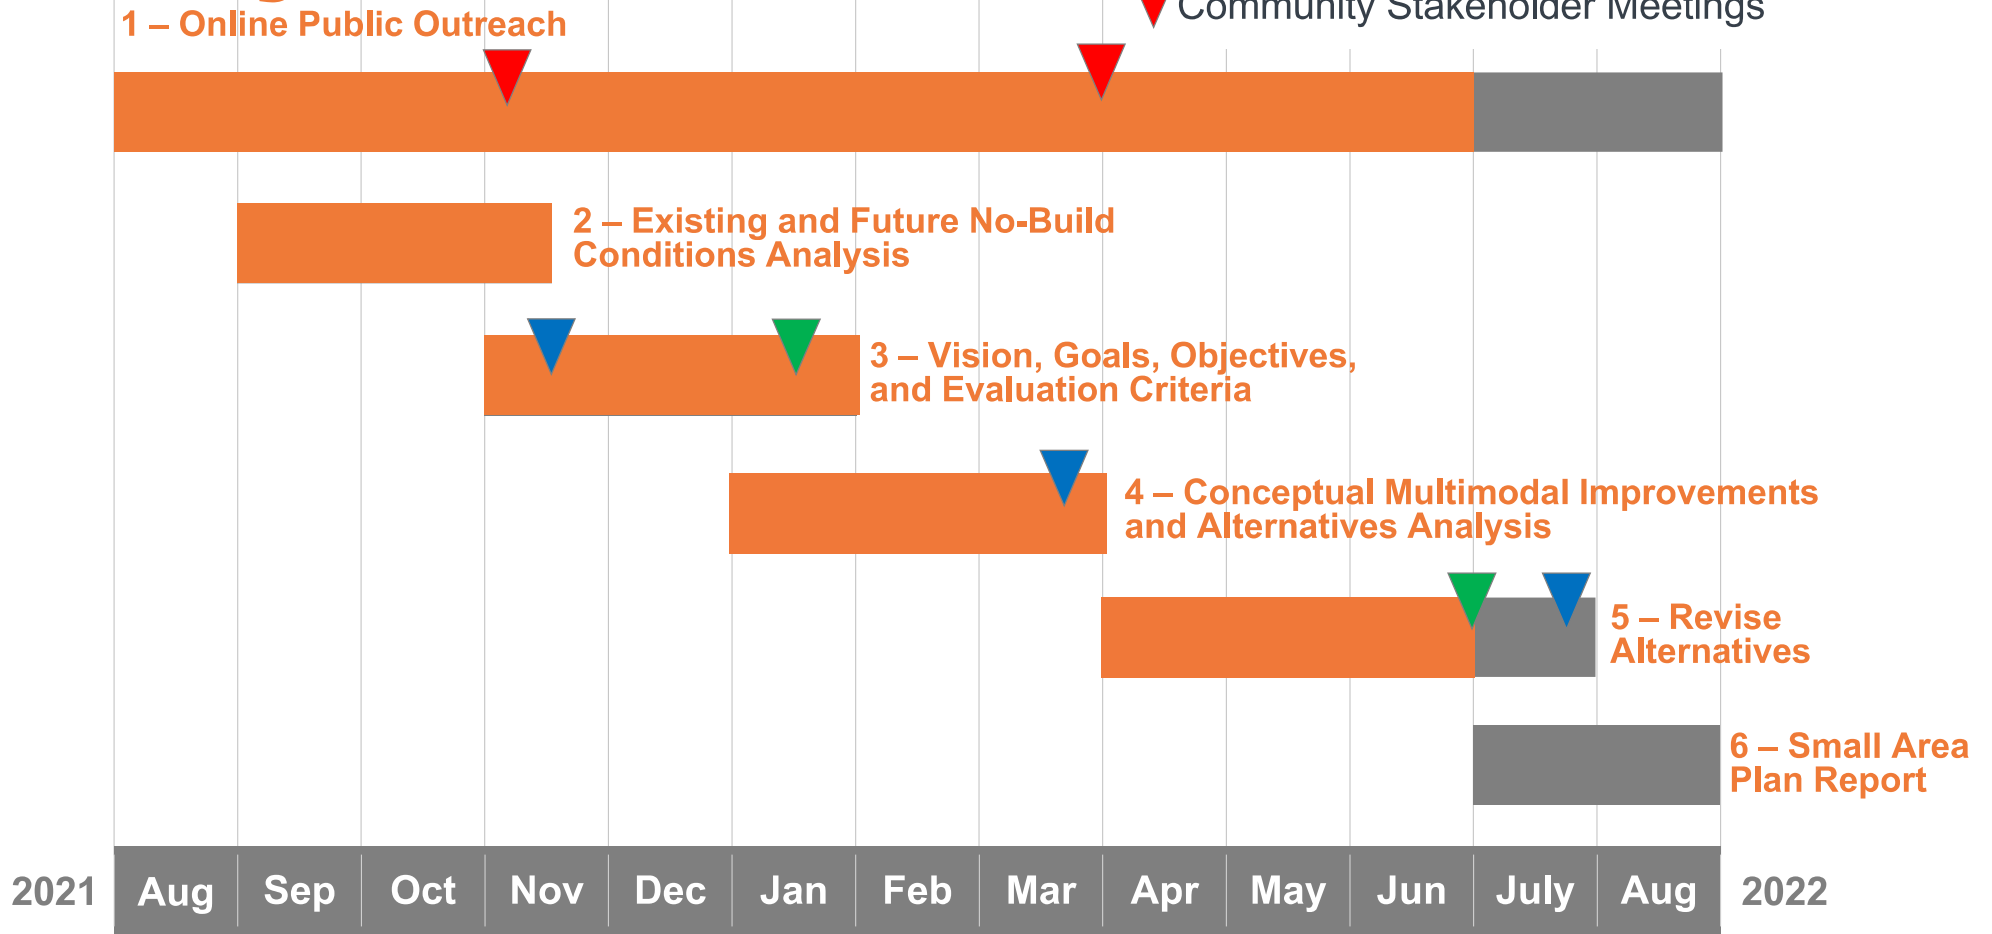 Community Stakeholder Meetings
1 – Online Public Outreach
2 – Existing and Future No-Build
Conditions Analysis
3 – Vision, Goals, Objectives,
and Evaluation Criteria
4 – Conceptual Multimodal Improvements
and Alternatives Analysis
5 – Revise
Alternatives
6 – Small Area
Plan Report
2021 Aug Sep Oct Nov Dec Jan Feb Mar Apr May Jun July Aug 2022